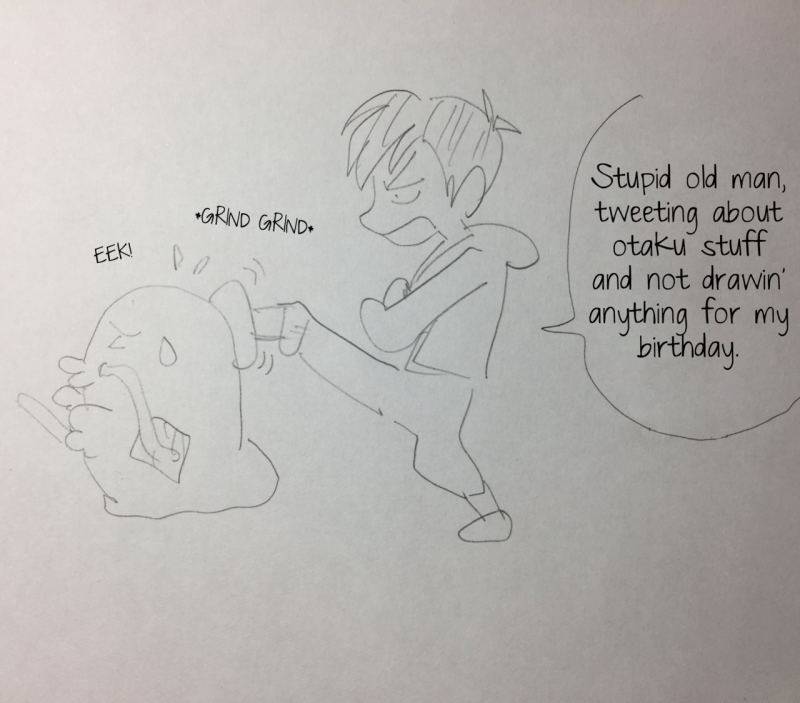 EEK!
*GRIND GRIND*
Stupid old man,
tweeting about
otaku stuff
and not drawin'
anything for my
birthday.